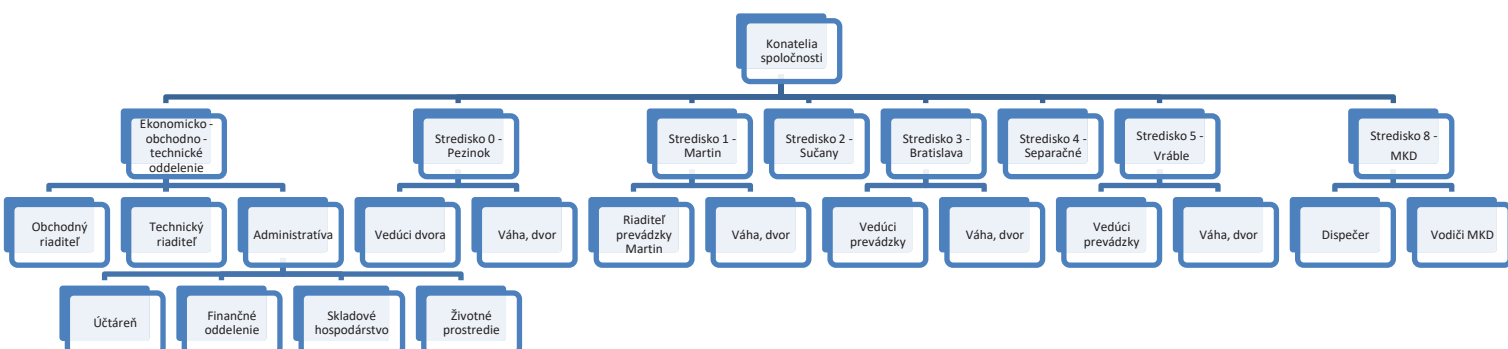 Konatelia
spoločnosti
Ekonomicko -
obchodno -
technické
oddelenie
Stredisko 0 -
Pezinok
Stredisko 1 -
Martin
Stredisko 2 -
Sučany
Stredisko 3 -
Bratislava
Stredisko 4 -
Separačné
Stredisko 5 -
Vráble
Stredisko 8 -
MKD
Obchodný
riaditeľ
Technický
riaditeľ
Administratíva
Vedúci dvora
Váha, dvor
Riaditeľ
prevádzky
Martin
Váha, dvor
Vedúci
prevádzky
Váha, dvor
Vedúci
prevádzky
Váha, dvor
Dispečer
Vodiči MKD
Účtáreň
Finančné
oddelenie
Skladové
hospodárstvo
Životné
prostredie